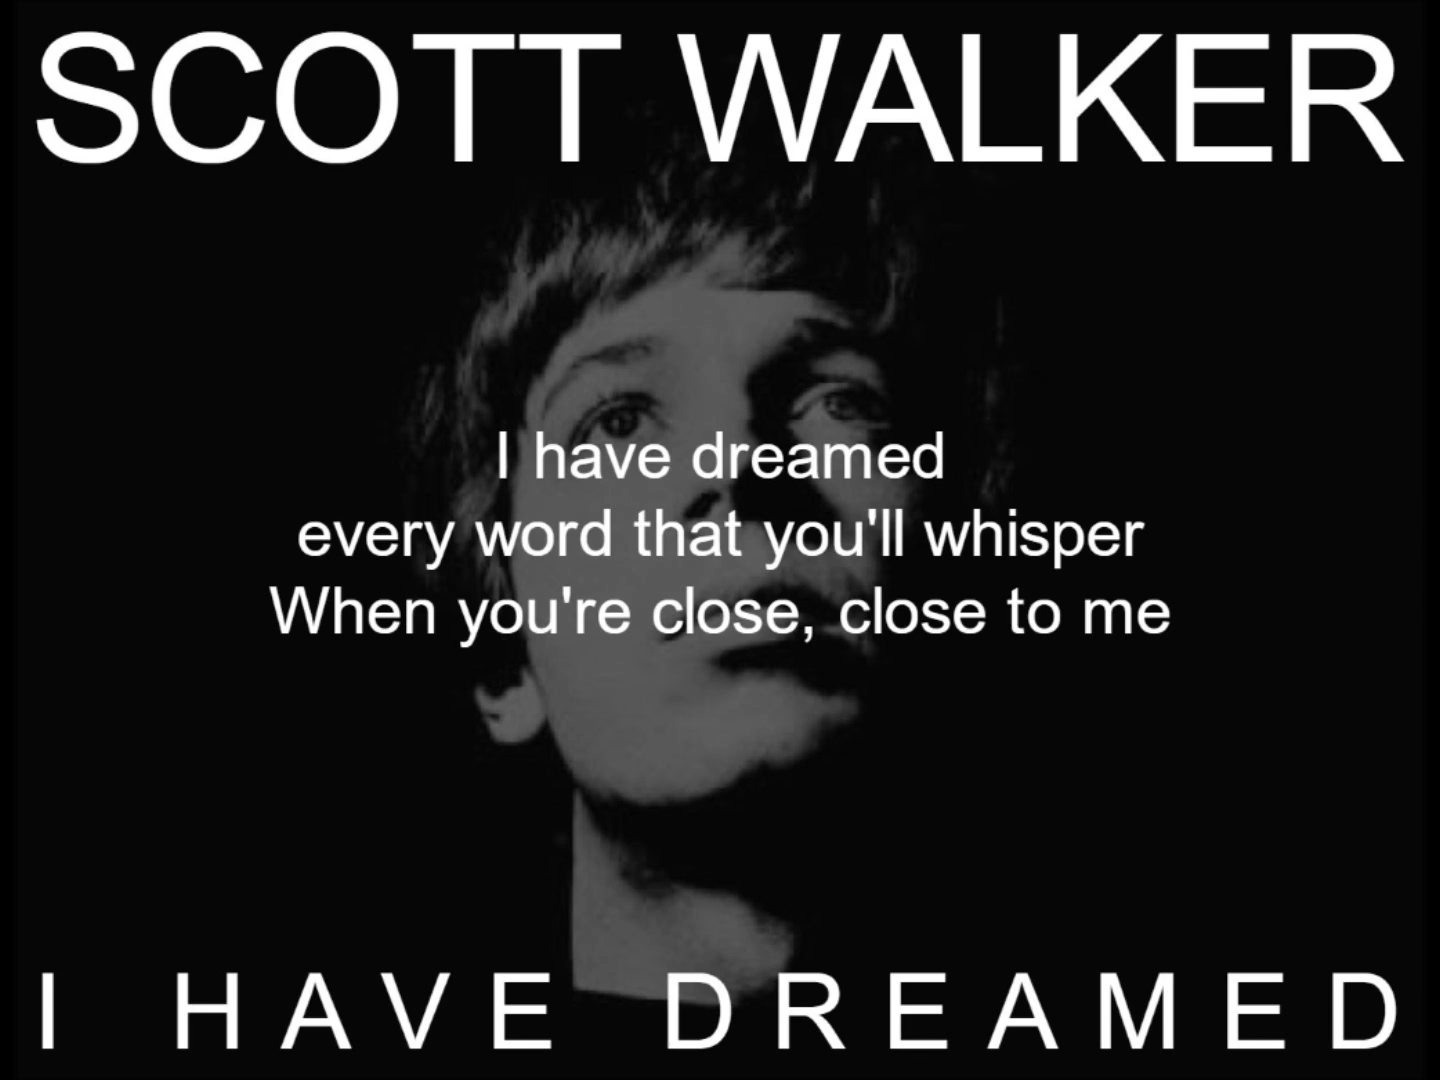 SCOTT WALKER
I have dreamed
every word that you'll whisper
When you're close, close to me
I HAVE DREAMED